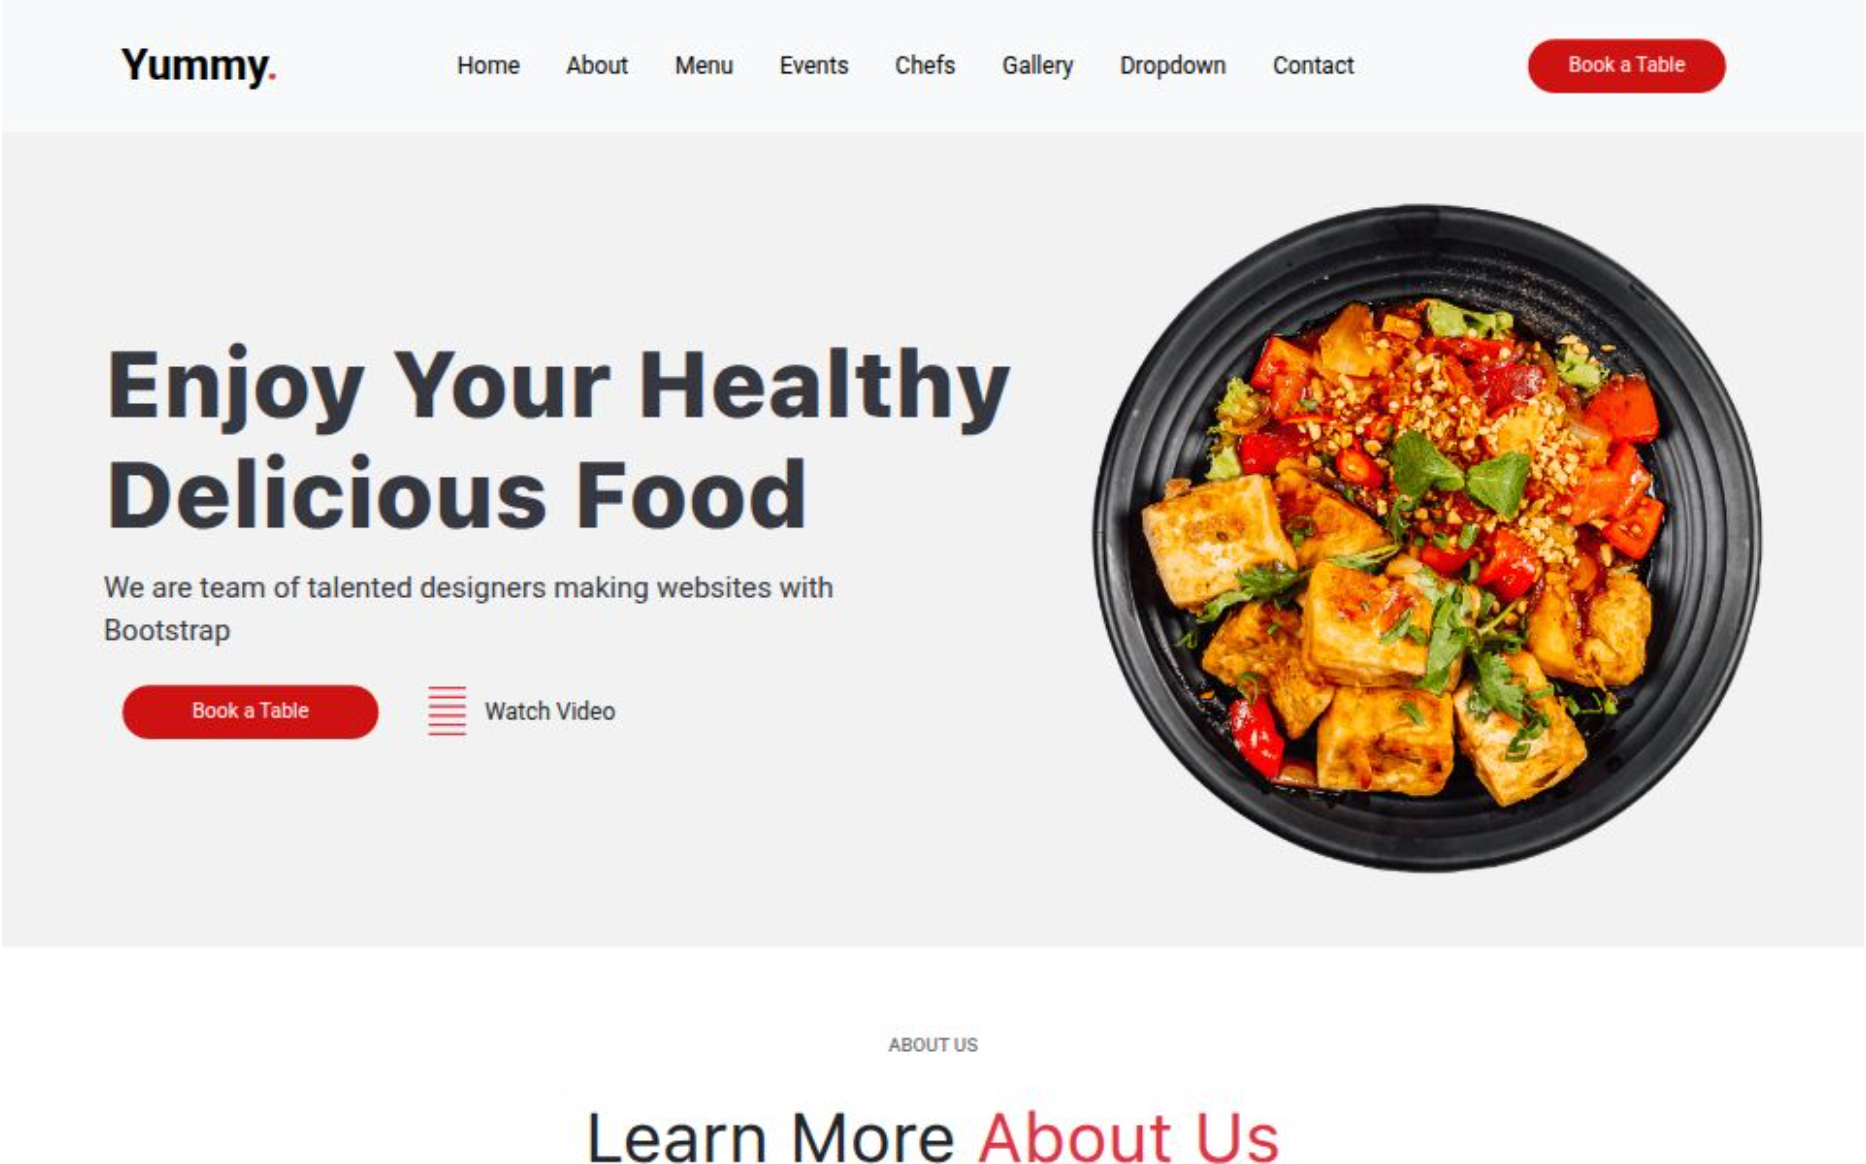 Yummy.
Home About Menu Events Chefs Gallery Dropdown Contact
Book a Table
Enjoy Your Healthy
Delicious Food
We are team of talented designers making websites with
Bootstrap
Book a Table
Watch Video
ABOUT US
Learn More About Us